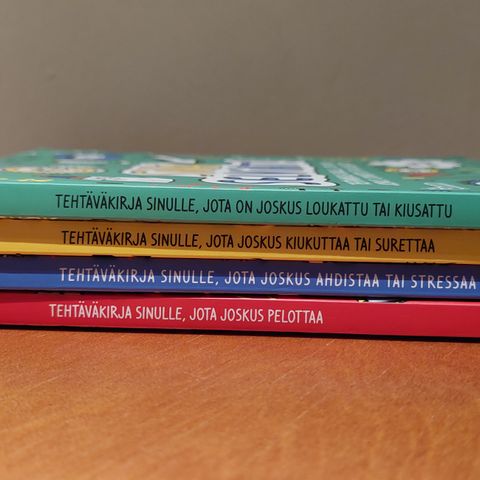 TEHTÄVÄKIRJA SINULLE, JOTA ON JOSKUS LOUKATTU TAI KIUSATTU
TEHTÄVÄKIRJA SINULLE, JOTA JOSKUS KIUKUTTAA TAI SURETTAA
TEHTÄVÄKIRJA SINULLE, JOTA JOSKUS AHDISTAA TAI STRESSAA
TEHTÄVÄKIRJA SINULLE, JOTA JOSKUS PELOTTAA